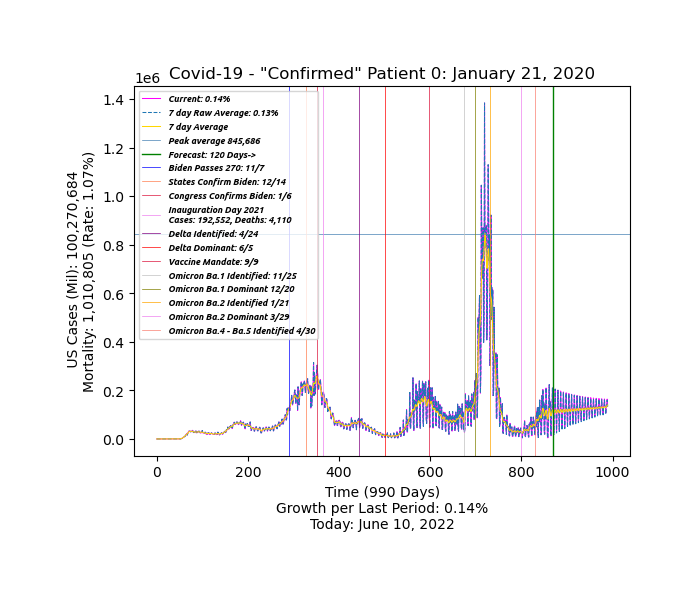 Covid-19 - "Confirmed" Patient 0: January 21, 2020
1e6
1.4
1.2
1.0
0.8
0.6
0.4
0.2
0.0
US Cases (Mil): 100,270,684
Mortality: 1,010,805 (Rate: 1.07%)
Current: 0.14%
7 day Raw Average: 0.13%
7 day Average
Peak average 845,686
Forecast: 120 Days->
Biden Passes 270: 11/7
States Confirm Biden: 12/14
Congress Confirms Biden: 1/6
Inauguration Day 2021
Cases: 192,552, Deaths: 4,110
Delta Identified: 4/24
Delta Dominant: 6/5
Vaccine Mandate: 9/9
Omicron Ba.1 Identified: 11/25
Omicron Ba.1 Dominant 12/20
Omicron Ba.2 Identified 1/21
Omicron Ba.2 Dominant 3/29
Omicron Ba.4 - Ba.5 Identified 4/30
0 200 400 600 800 1000
Time (990 Days)
Growth per Last Period: 0.14%
Today: June 10, 2022